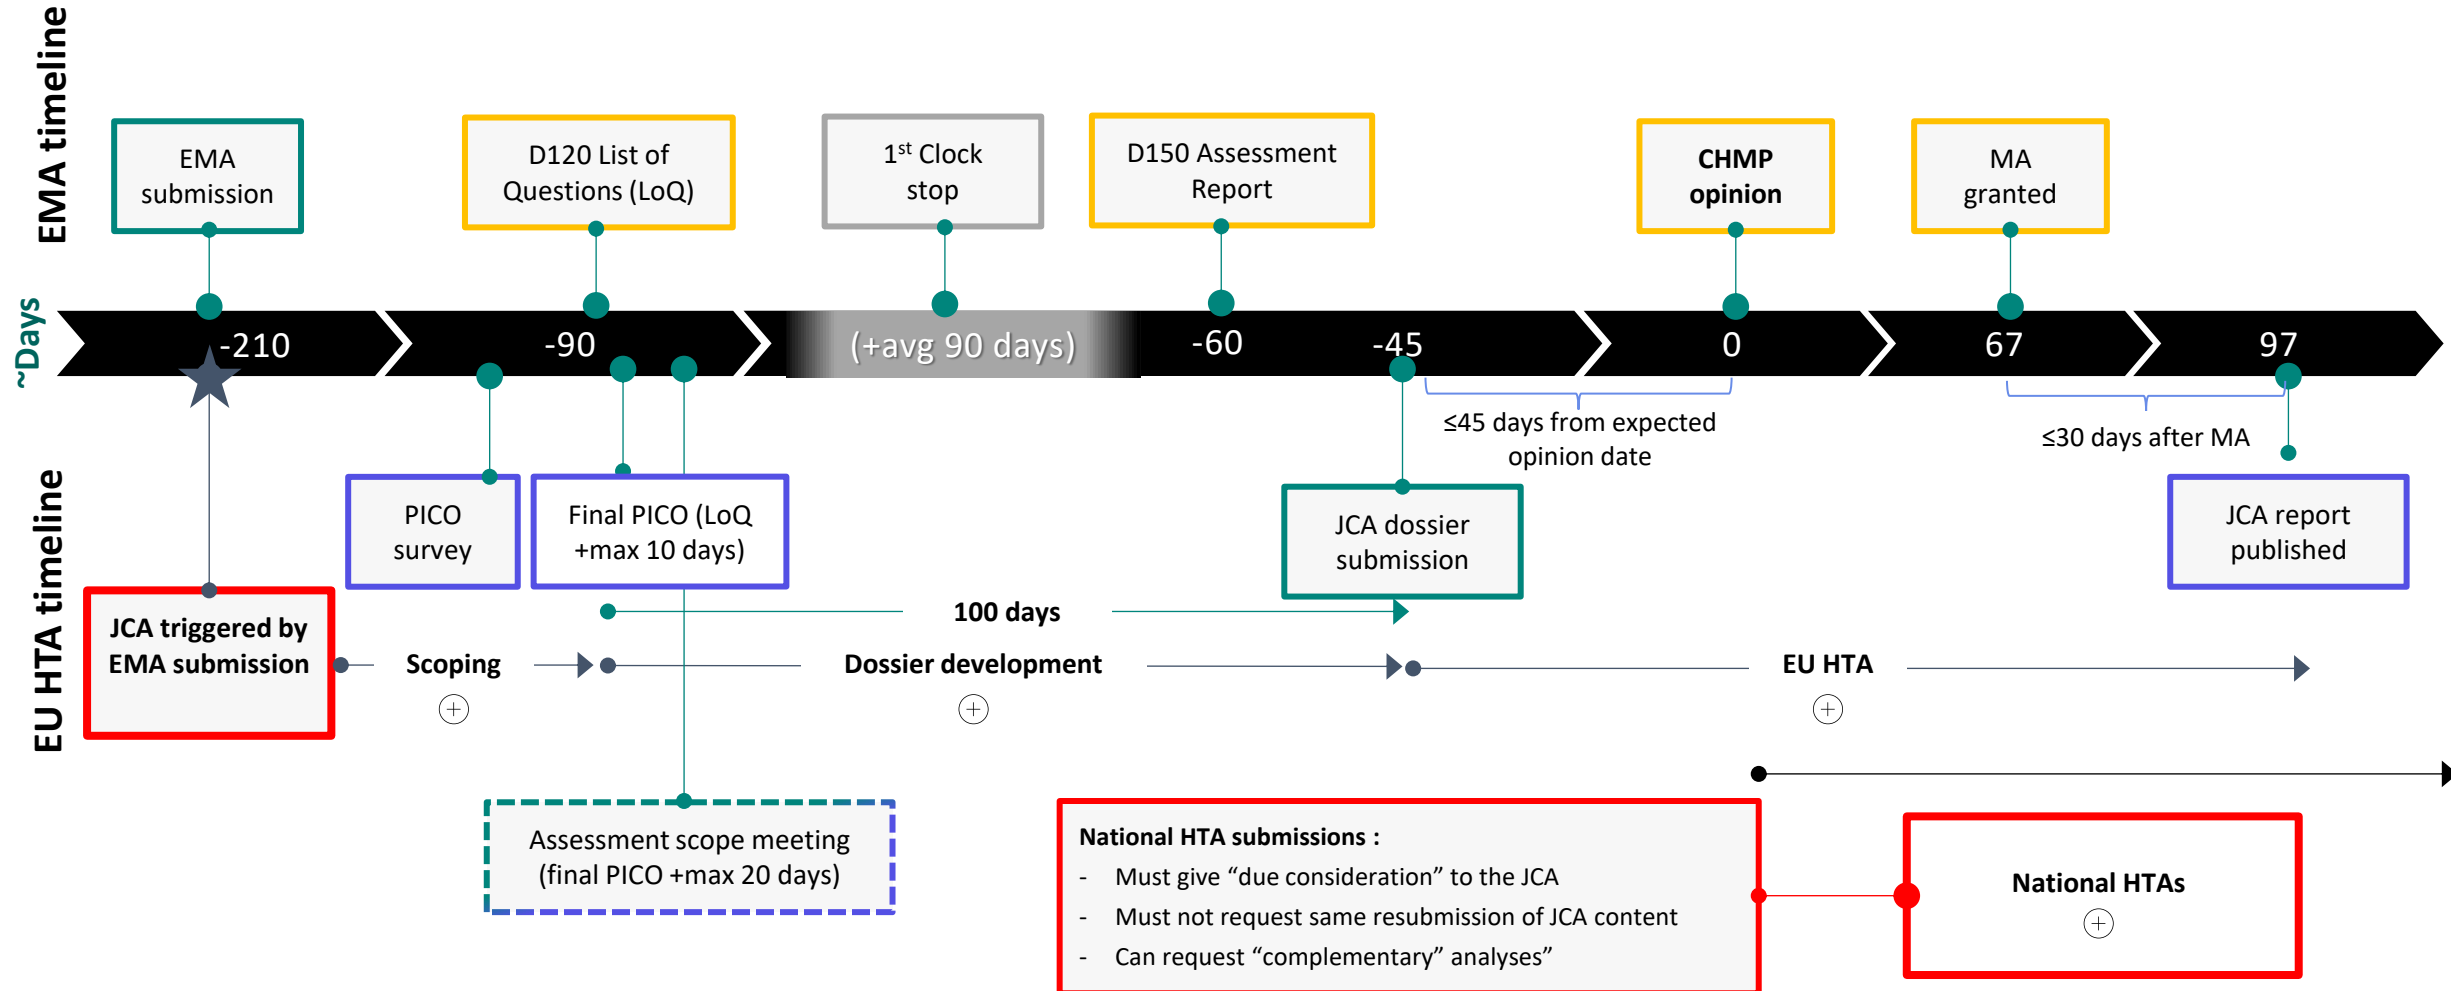 EMA timeline
EMA
submission
D120 List of
Questions (LoQ)
1st Clock
stop
D150 Assessment
Report
CHMP
opinion
MA
granted
~Days
-210
-90
(+avg 90 days)
-60
-45
0
67
97
≤45 days from expected
opinion date
≤30 days after MA
EU HTA timeline
PICO
survey
Final PICO (LoQ
+max 10 days)
JCA dossier
submission
JCA report
published
JCA triggered by
EMA submission
100 days
Scoping
Dossier development
EU HTA
Assessment scope meeting
(final PICO +max 20 days)
National HTA submissions :
- Must give “due consideration” to the JCA
- Must not request same resubmission of JCA content
- Can request “complementary” analyses”
National HTAs